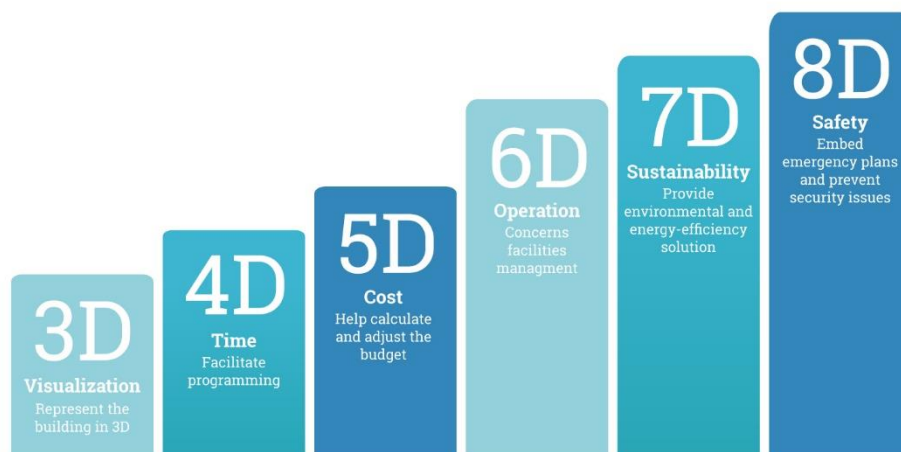 3D
Visualization
Represent the
building in 3D
4D
Time
Facilitate
programming
5D
Cost
Help calculate
and adjust the
budget
6D
Operation
Concerns
facilities
managment
7D
Sustainability
Provide
environmental and
energy-efficiency
solution
8D
Safety
Embed
emergency plans
and prevent
security issues